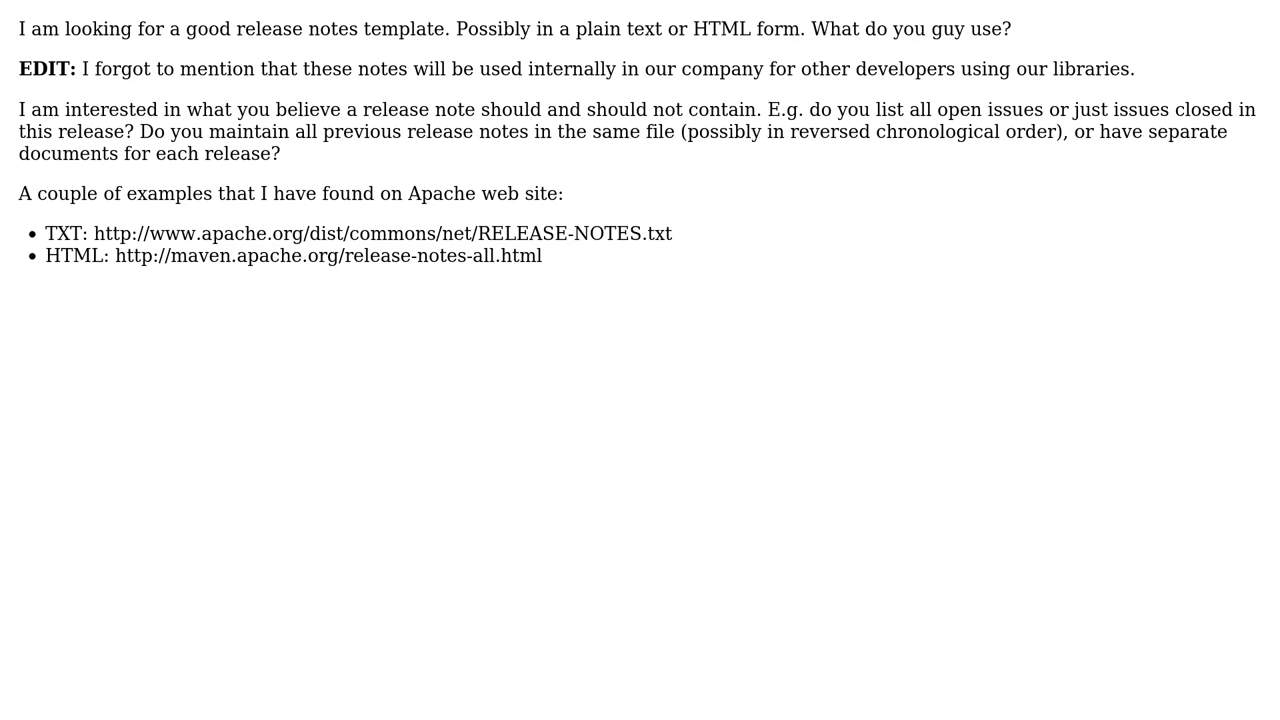 I am looking for a good release notes template. Possibly in a plain text or HTML form. What do you guy use?
EDIT: I forgot to mention that these notes will be used internally in our company for other developers using our libraries.
I am interested in what you believe a release note should and should not contain. E.g. do you list all open issues or just issues closed in
this release? Do you maintain all previous release notes in the same file (possibly in reversed chronological order), or have separate
documents for each release?
A couple of examples that I have found on Apache web site:
• TXT: http://www.apache.org/dist/commons/net/RELEASE-NOTES.txt
• HTML: http://maven.apache.org/release-notes-all.html